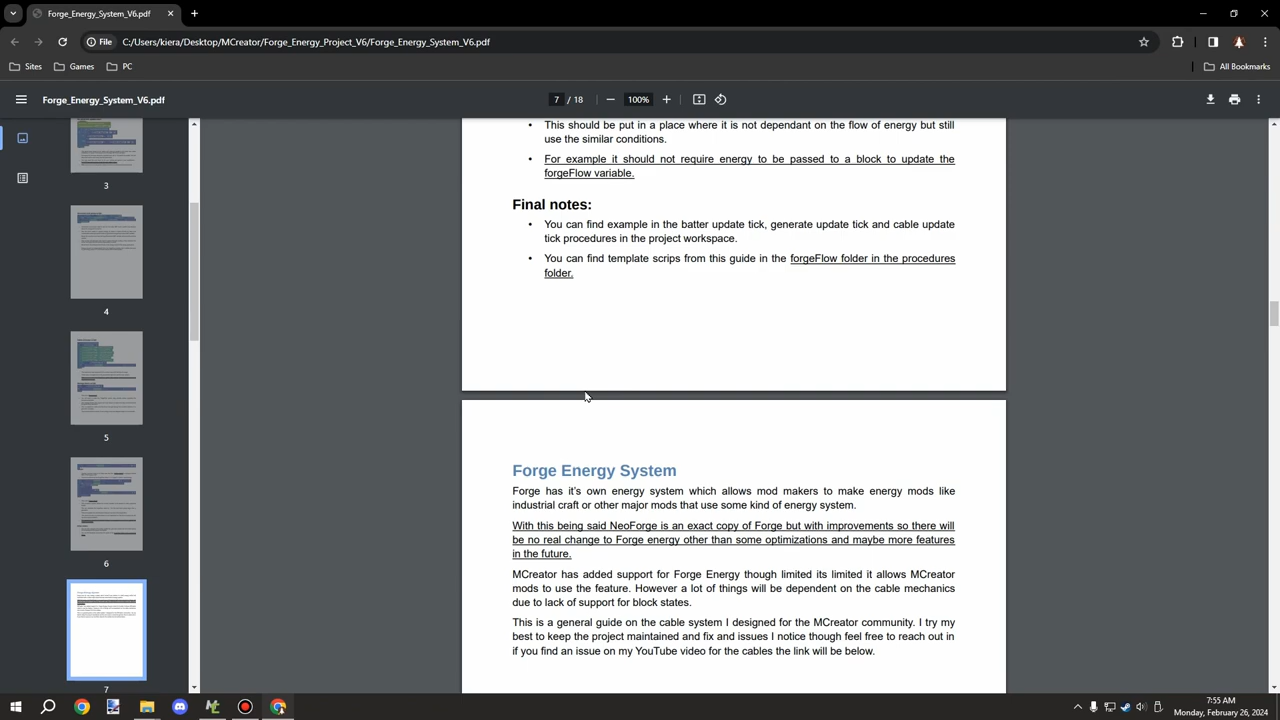 Forge_Energy_System_V6.pdf
File C:/Users/kiera/Desktop/MCreator/Forge_Energy_Project_V6/Forge_Energy_System_V6.pdf
Sites Games PC All Bookmarks
Forge_Energy_System_V6.pdf 7 / 18 100%
3
4
5
6
7
• This should be put in a place where it is not dependant on the flow of energy but still
use the similar conditions.
• For example it should not require energy to be passed to a block to update the
forgeFlow variable.
Final notes:
• You can find example in the batter update tick, generate update tick and cable update
tick procedures in the project workspace.
• You can find template scrips from this guide in the forgeFlow folder in the procedures
folder.
Forge Energy System
Forge has it's own energy system which allows mod makers to make energy mods like
industrial craft or other major mods that use some kind of energy system.
With this being said NeoForge is an exact copy of Forge but with improvements so there will
be no real change to Forge energy other than some optimizations and maybe more features
in the future.
MCreator has added support for Forge Energy though limited its limited it allows MCreator
mods to use the feature. However a lot of things will be dependent on the cable mechanics
due to lack of support for block states.
This is a general guide on the cable system I designed for the MCreator community. I try my
best to keep the project maintained and fix and issues I notice though feel free to reach out in
if you find an issue on my YouTube video for the cables the link will be below.
7:55 AM
Monday, February 26, 2024